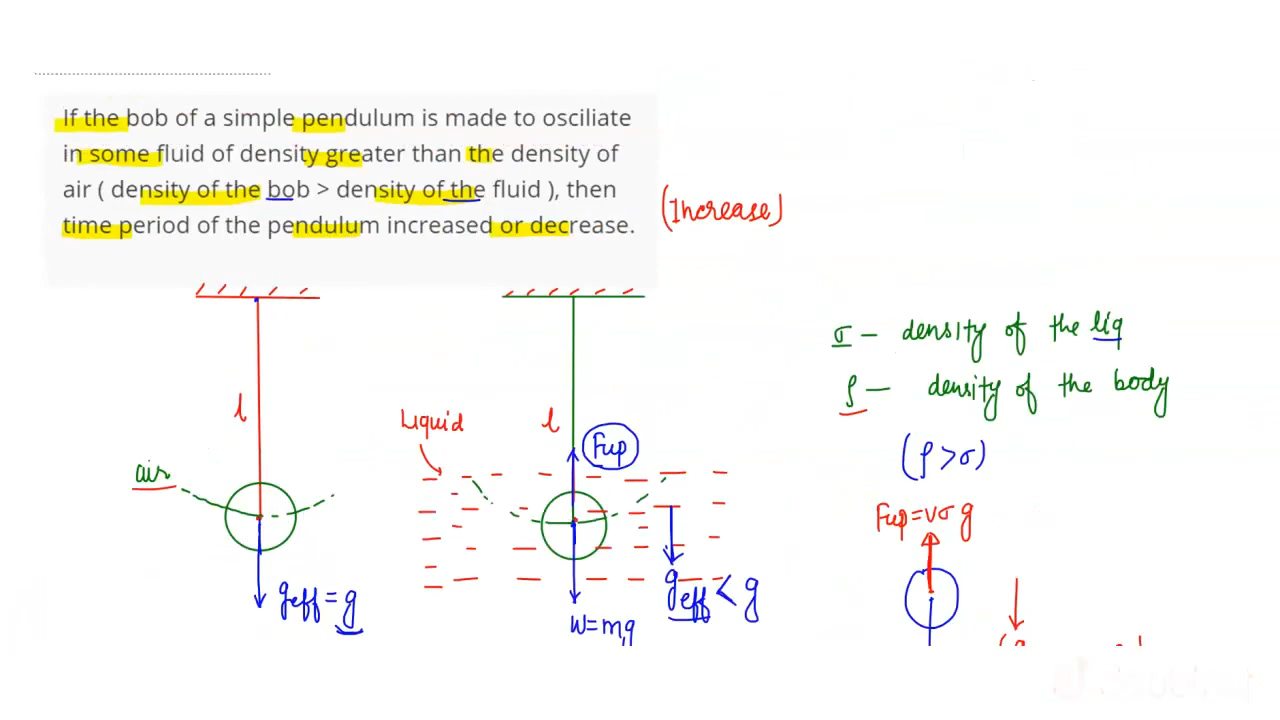 If the bob of a simple pendulum is made to osciliate
in some fluid of density greater than the density of
air ( density of the bob > density of the fluid ), then
time period of the pendulum increased or decrease.
(Increase)
σ – density of the liq
ρ – density of the body
(ρ>σ)
l
Liquid
l
Fup
air
Fup=Vσg
geff=g
geff<g
W=mg